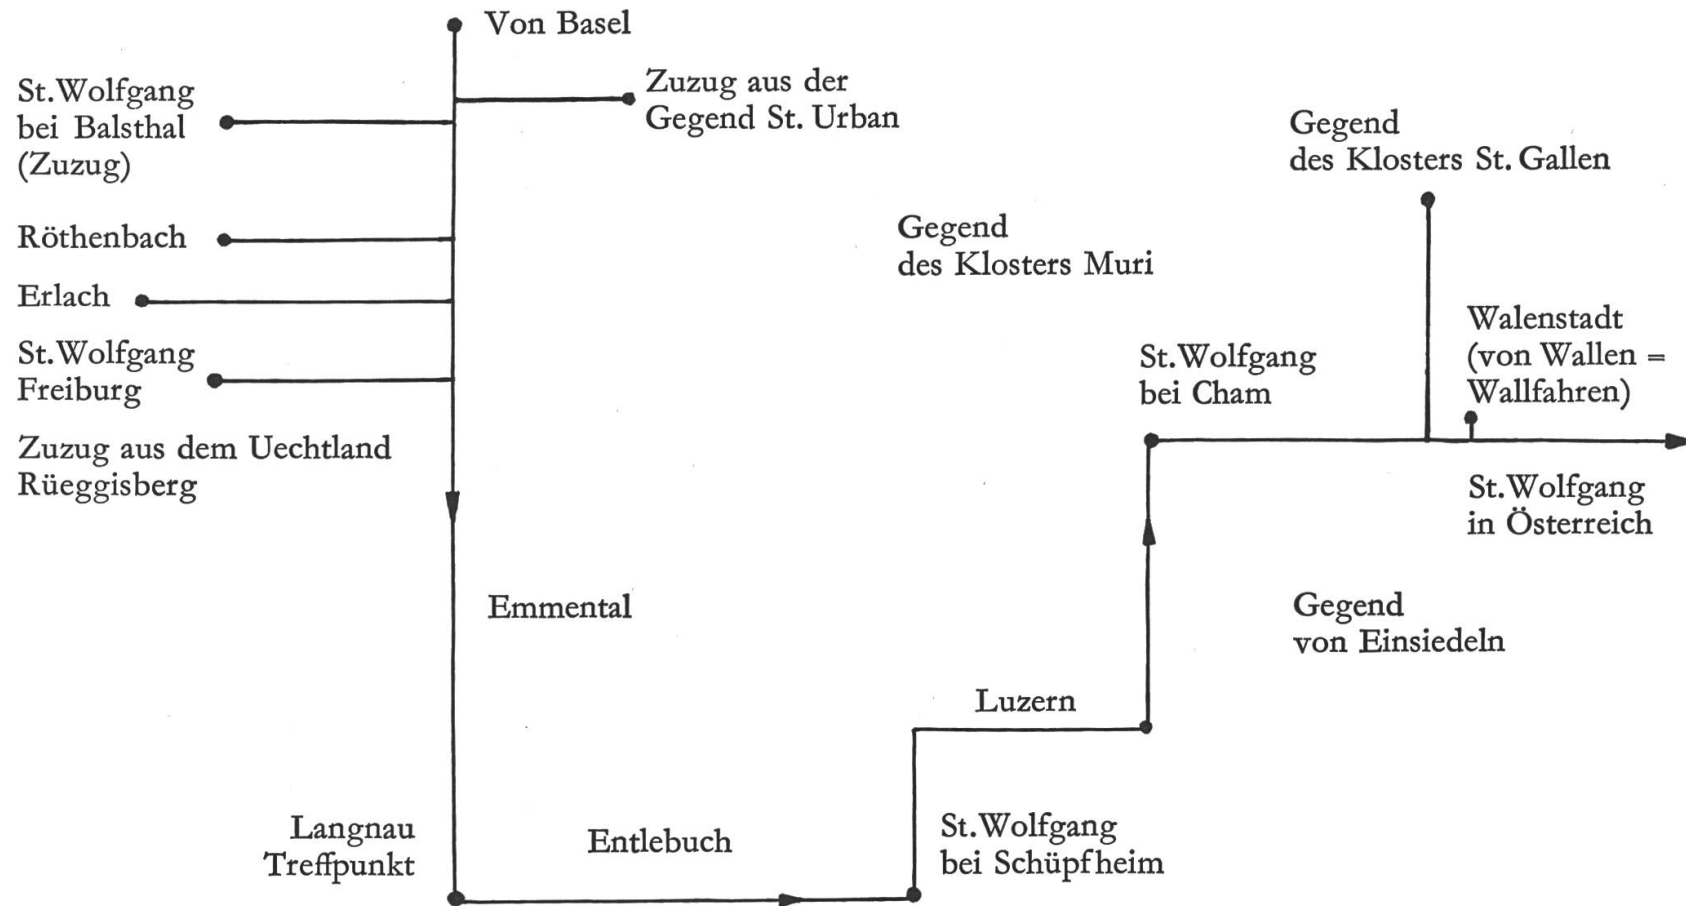 Von Basel
Zuzug aus der
Gegend St. Urban
St. Wolfgang
bei Balsthal
(Zuzug)
Röthenbach
Erlach
St. Wolfgang
Freiburg
Zuzug aus dem Uechtland
Rüeggisberg
Emmental
Langnau
Treffpunkt
Entlebuch
St. Wolfgang
bei Schüpfheim
Luzern
Gegend
des Klosters Muri
St. Wolfgang
bei Cham
Gegend
des Klosters St. Gallen
Walenstadt
(von Wallen =
Wallfahren)
St. Wolfgang
in Österreich
Gegend
von Einsiedeln